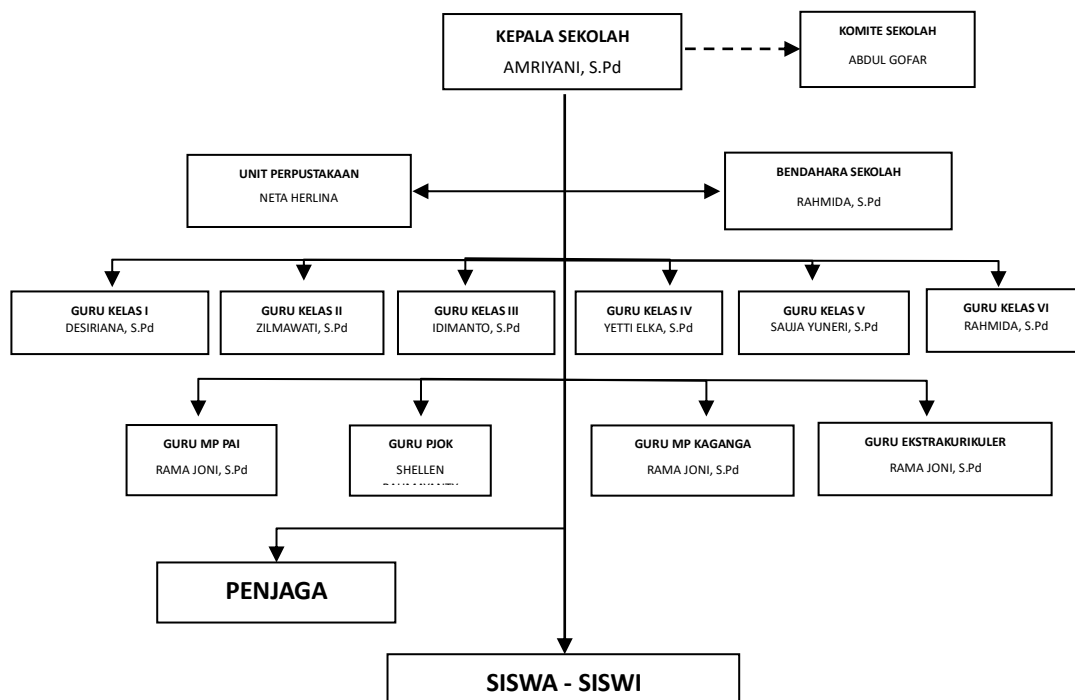 KEPALA SEKOLAH
AMRIYANI, S.Pd
KOMITE SEKOLAH
ABDUL GOFAR
UNIT PERPUSTAKAAN
NETA HERLINA
BENDAHARA SEKOLAH
RAHMIDA, S.Pd
GURU KELAS I
DESIRIANA, S.Pd
GURU KELAS II
ZILMAWATI, S.Pd
GURU KELAS III
IDIMANTO, S.Pd
GURU KELAS IV
YETTI ELKA, S.Pd
GURU KELAS V
SAUJA YUNERI, S.Pd
GURU KELAS VI
RAHMIDA, S.Pd
GURU MP PAI
RAMA JONI, S.Pd
GURU PJOK
SHELLEN
GURU MP KAGANGA
RAMA JONI, S.Pd
GURU EKSTRAKURIKULER
RAMA JONI, S.Pd
PENJAGA
SISWA - SISWI